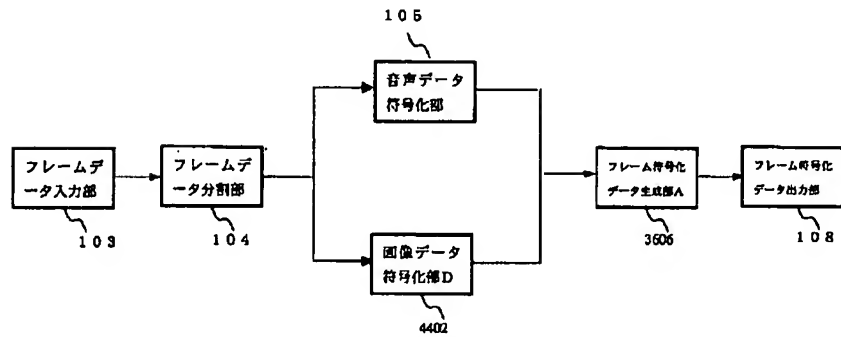 105
音声データ
符号化部
フレームデ
ータ入力部
103
フレームデ
ータ分割部
104
画像データ
符号化部D
4402
フレーム符号化
データ生成部A
3606
フレーム符号化
データ出力部
108